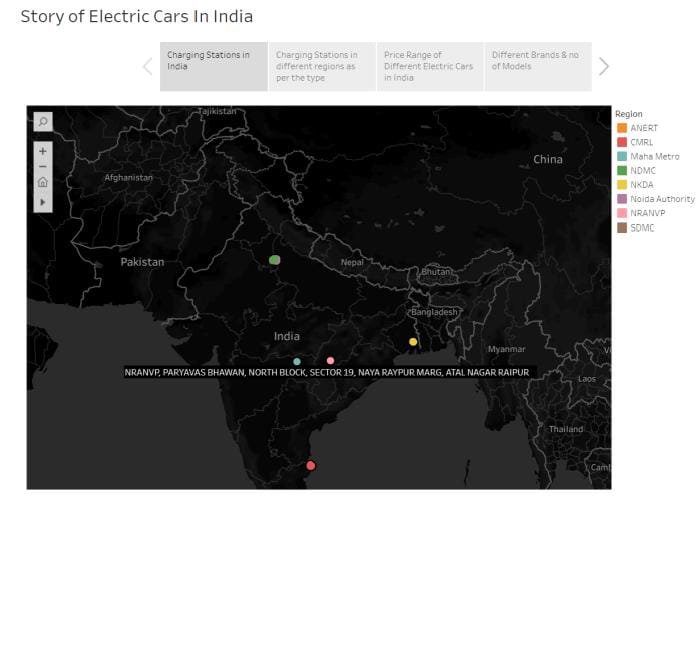 Story of Electric Cars In India
Charging Stations in
India
Charging Stations in
different regions as
per the type
Price Range of
Different Electric Cars
in India
Different Brands & no
of Models
Region
ANERT
CMRL
Maha Metro
NDMC
NKDA
Noida Authority
NRANVP
SDMC
Tajikistan
China
Afghanistan
Pakistan
Nepal
Bhutan
Bangladesh
India
Myanmar
NRANVP, PARYAVAS BHAWAN, NORTH BLOCK, SECTOR 19, NAYA RAYPUR MARG, ATAL NAGAR RAIPUR
Laos
Thailand